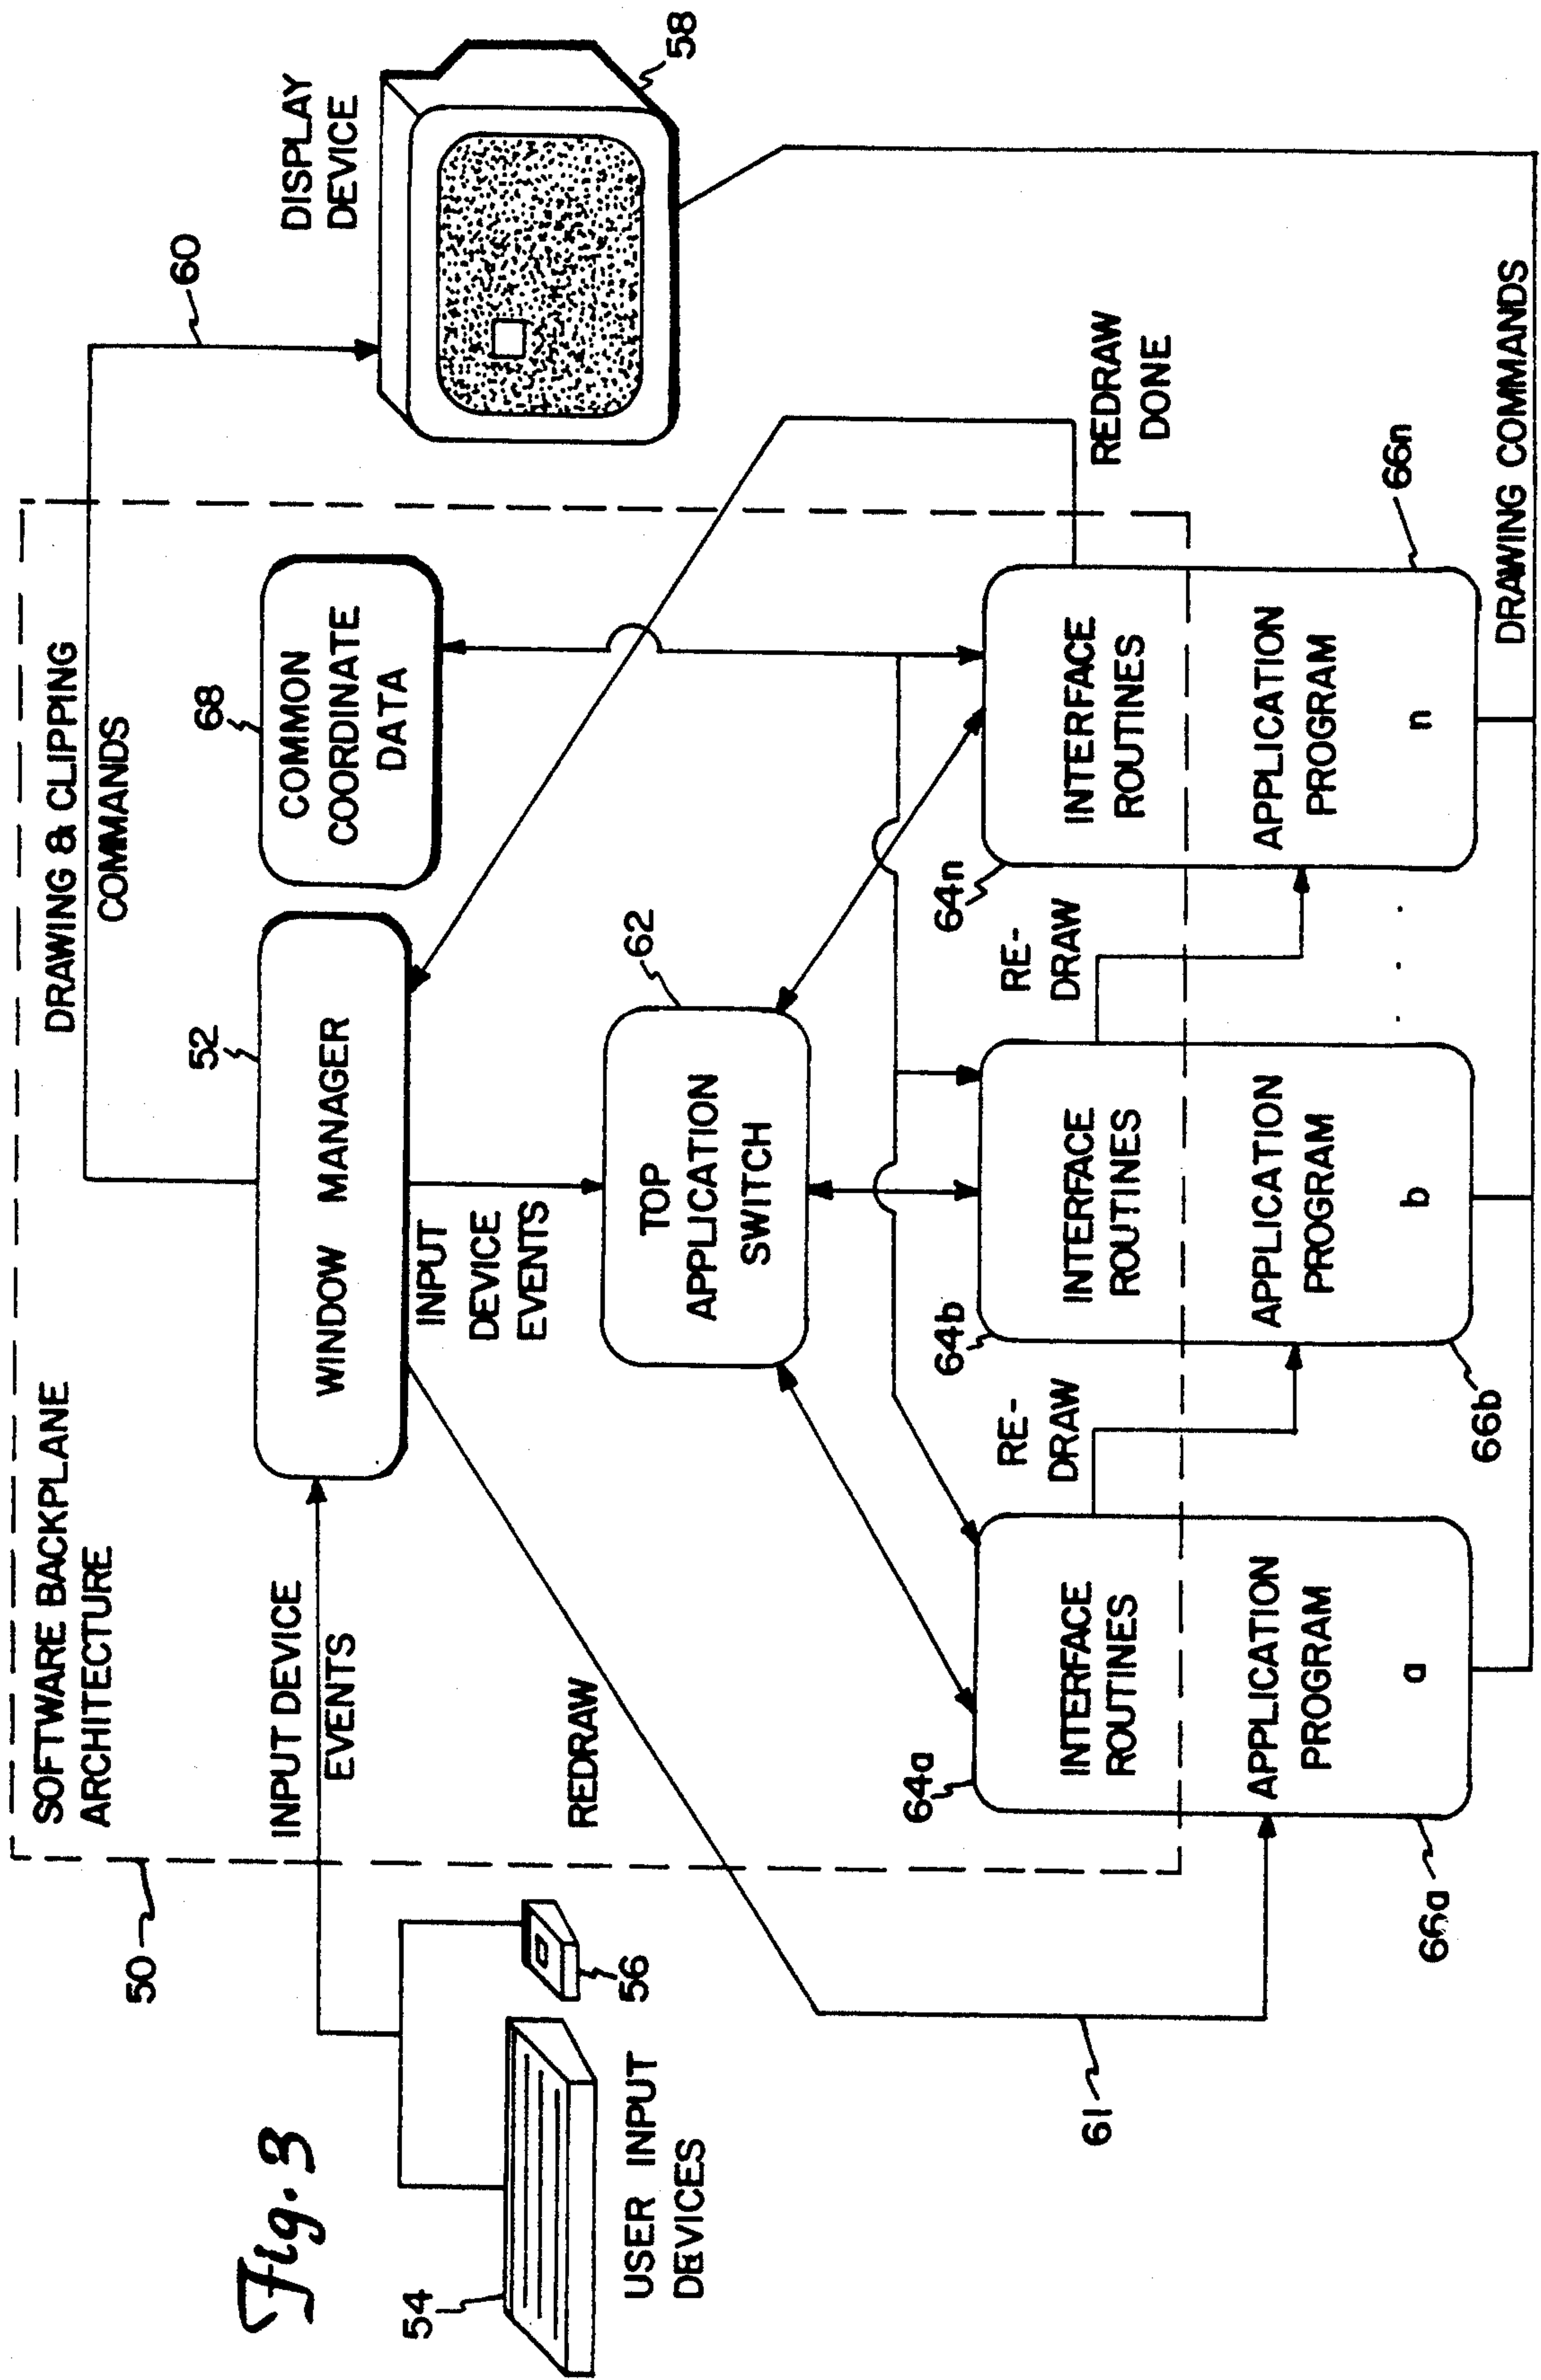 Fig. 3
50
SOFTWARE BACKPLANE
ARCHITECTURE
DRAWING & CLIPPING
COMMANDS
60
DISPLAY
DEVICE
58
INPUT DEVICE
EVENTS
52
WINDOW MANAGER
68
COMMON
COORDINATE
DATA
54
56
USER INPUT
DEVICES
REDRAW
INPUT
DEVICE
EVENTS
62
TOP
APPLICATION
SWITCH
REDRAW
DONE
61
64a
INTERFACE
ROUTINES
APPLICATION
PROGRAM
a
66a
RE-
DRAW
64b
INTERFACE
ROUTINES
APPLICATION
PROGRAM
b
66b
RE-
DRAW
. . . .
64n
INTERFACE
ROUTINES
APPLICATION
PROGRAM
n
66n
DRAWING COMMANDS